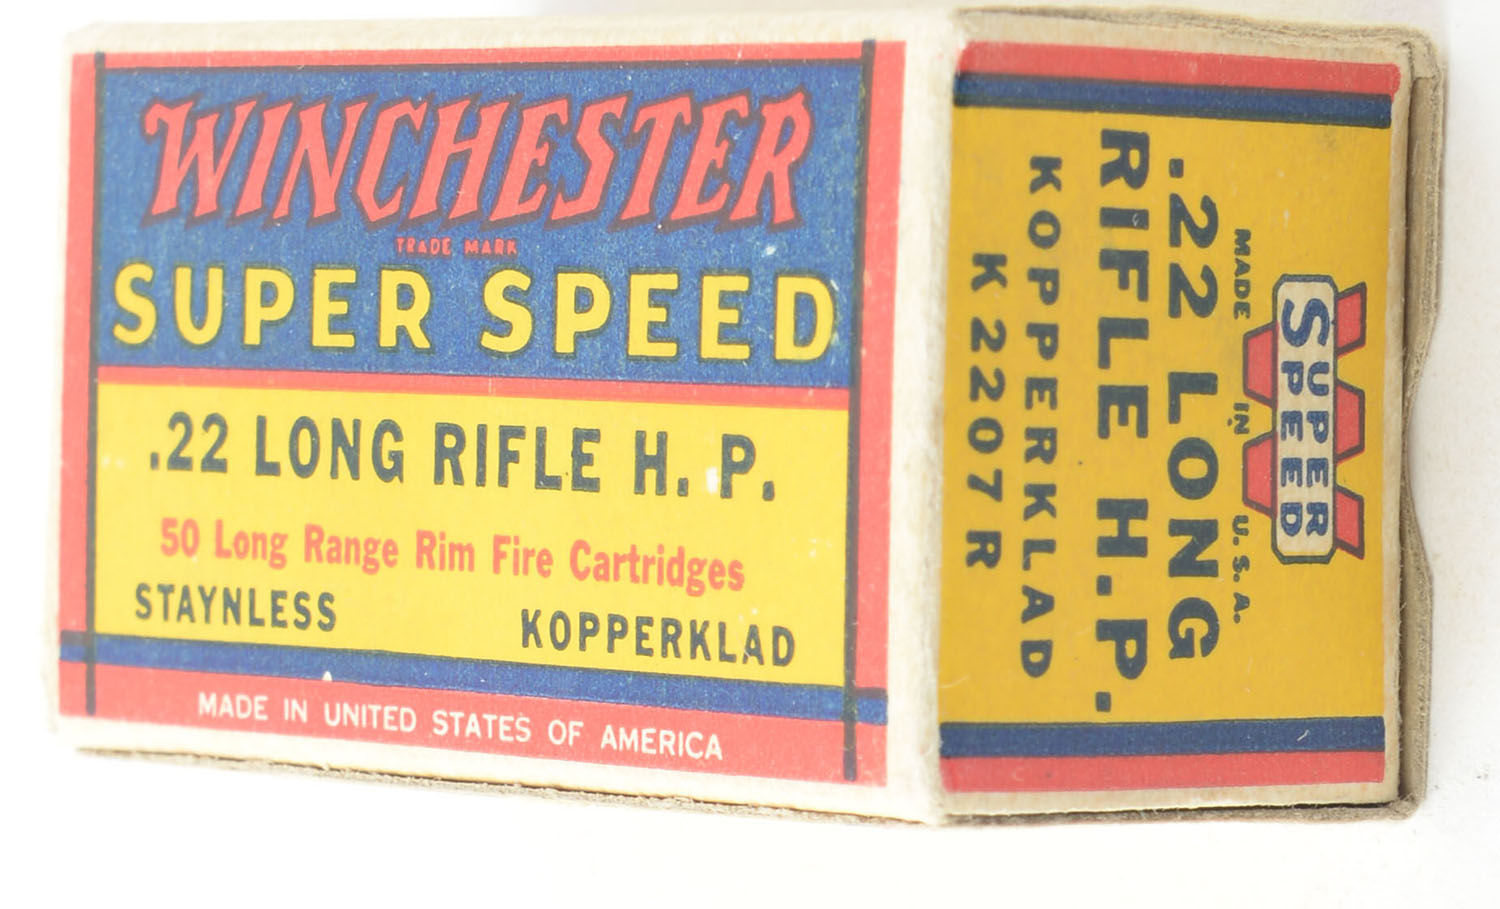 WINCHESTER
TRADE MARK
SUPER SPEED
.22 LONG RIFLE H. P.
50 Long Range Rim Fire Cartridges
STAYNLESS KOPPERKLAD
MADE IN UNITED STATES OF AMERICA
W
SUPER
SPEED
MADE IN U. S. A.
.22 LONG
RIFLE H. P.
KOPPERKLAD
K2207R